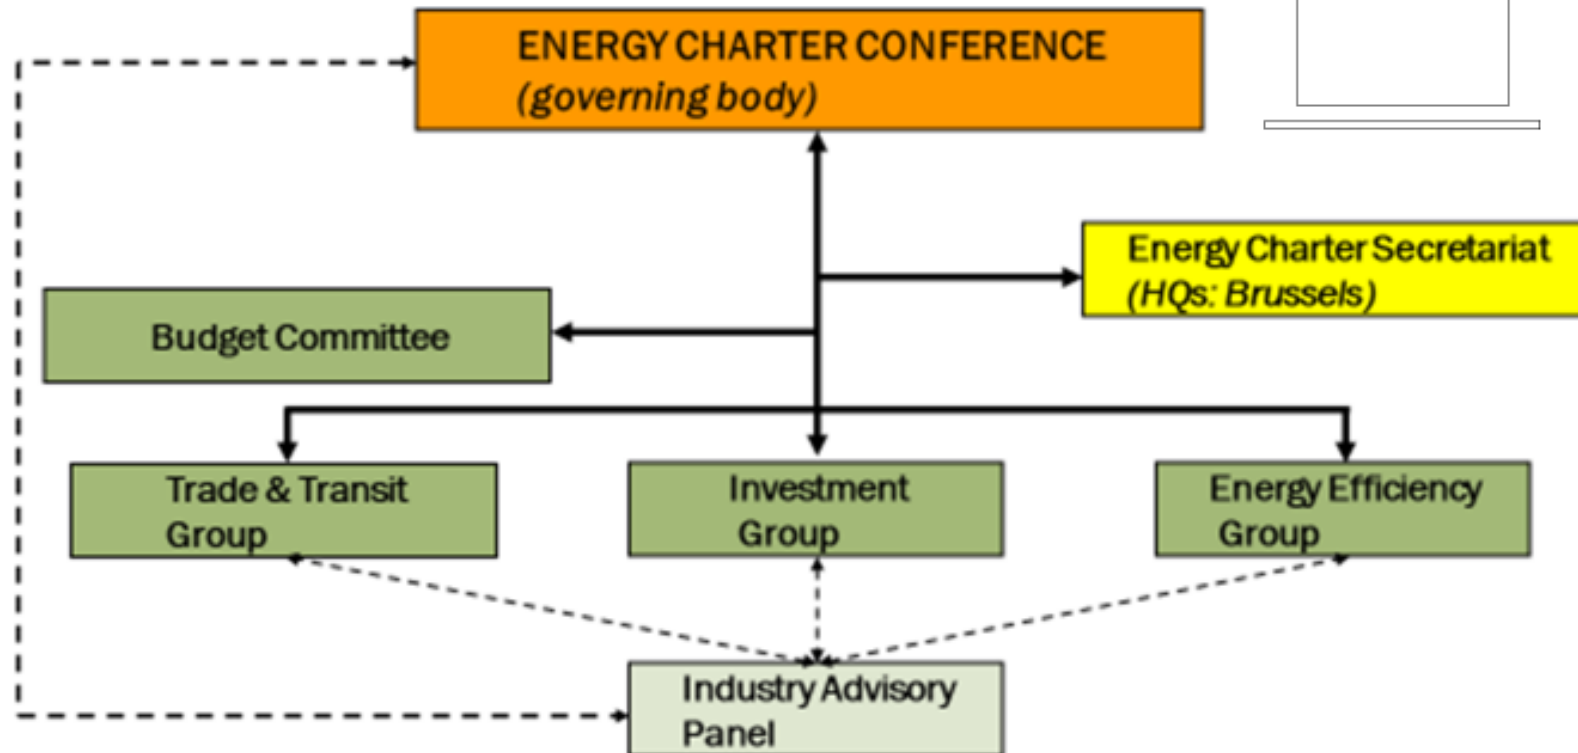 ENERGY CHARTER CONFERENCE
(governing body)
Energy Charter Secretariat
(HQs: Brussels)
Budget Committee
Trade & Transit
Group
Investment
Group
Energy Efficiency
Group
Industry Advisory
Panel